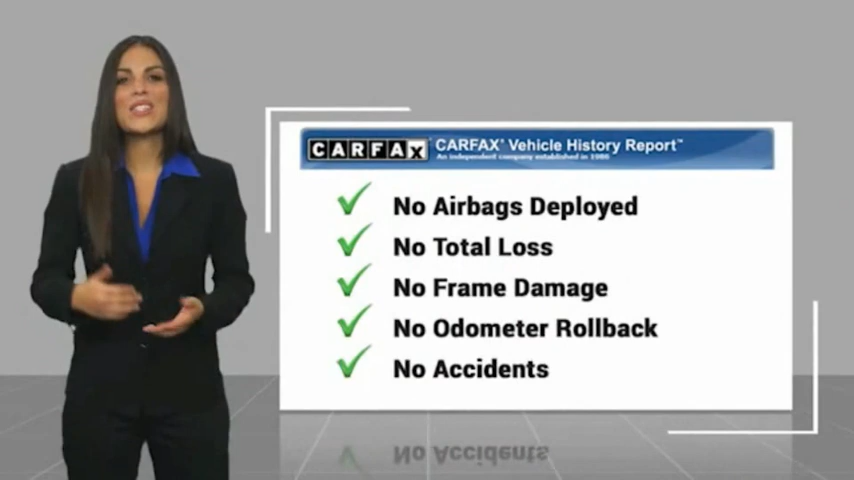 CARFAX CARFAX® Vehicle History Report™
An independent company established in 1986
No Airbags Deployed
No Total Loss
No Frame Damage
No Odometer Rollback
No Accidents
No Accidents